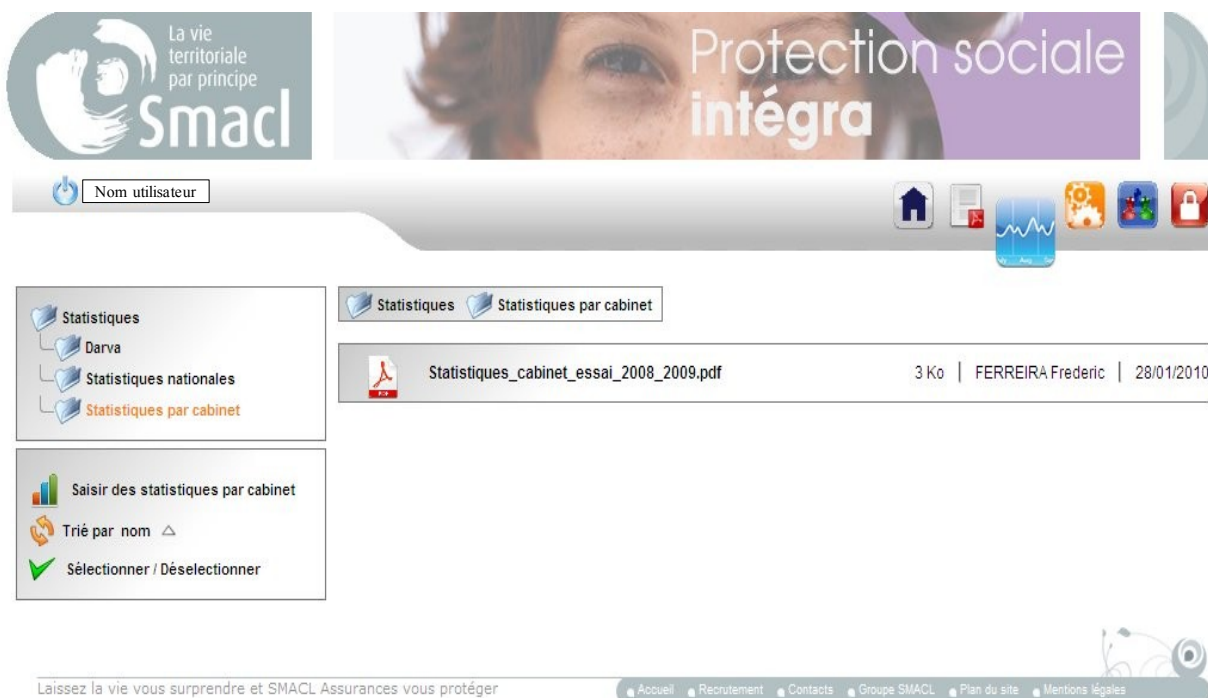 La vie
territoriale
par principe
Smacl
Protection sociale
intégra
Nom utilisateur
Statistiques
Darva
Statistiques nationales
Statistiques par cabinet
Saisir des statistiques par cabinet
Trié par nom
Sélectionner / Déselectionner
Statistiques Statistiques par cabinet
Statistiques_cabinet_essai_2008_2009.pdf 3 Ko | FERREIRA Frederic | 28/01/2010
Laissez la vie vous surprendre et SMACL Assurances vous protéger
Accueil Recrutement Contacts Groupe SMACL Plan du site Mentions légales